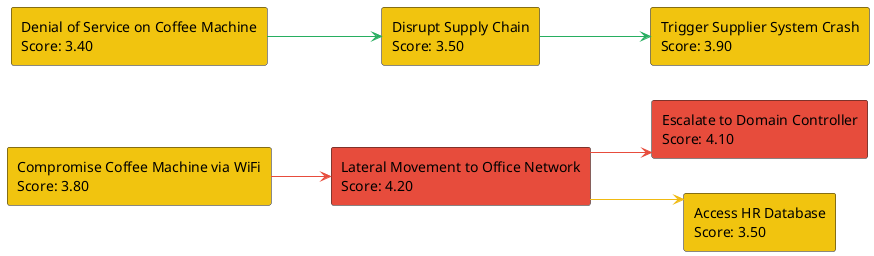 Denial of Service on Coffee Machine
Score: 3.40
Disrupt Supply Chain
Score: 3.50
Trigger Supplier System Crash
Score: 3.90
Compromise Coffee Machine via WiFi
Score: 3.80
Lateral Movement to Office Network
Score: 4.20
Escalate to Domain Controller
Score: 4.10
Access HR Database
Score: 3.50